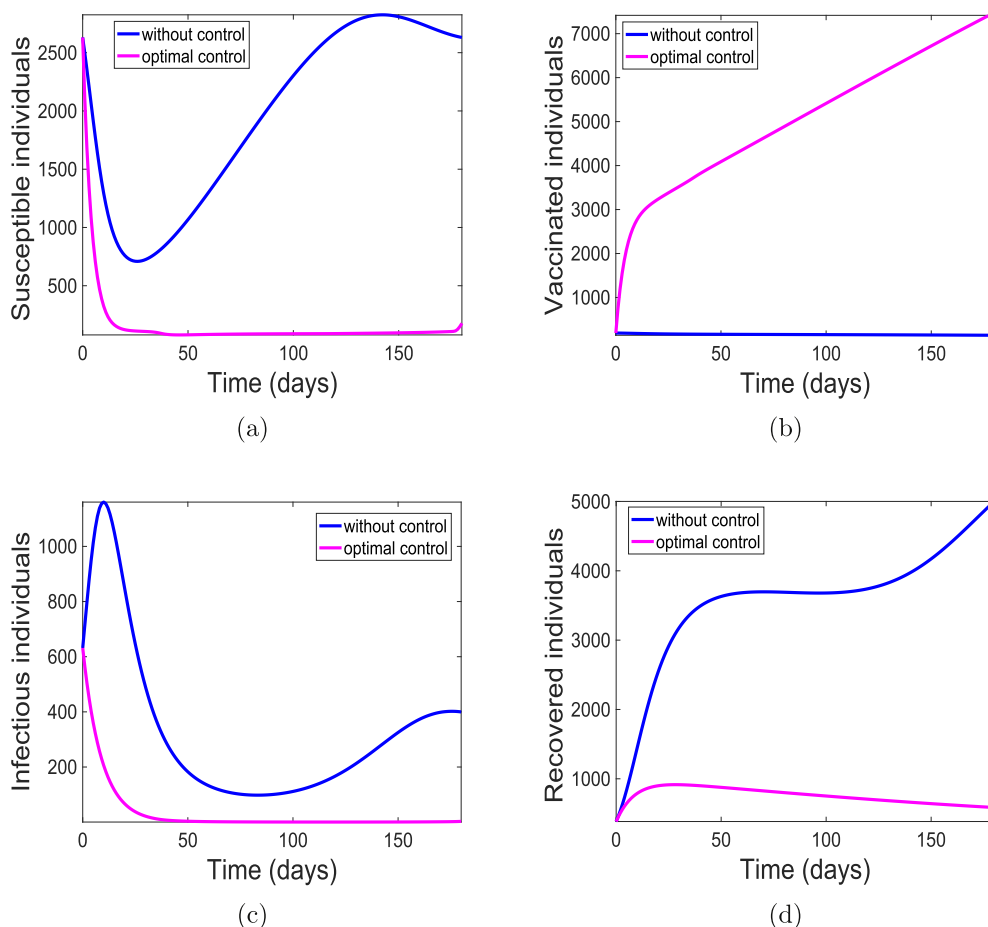 Susceptible individuals
2500
2000
1500
1000
500
without control
optimal control
0
50
100
150
Time (days)
(a)
Vaccinated individuals
7000
6000
5000
4000
3000
2000
1000
without control
optimal control
0
50
100
150
Time (days)
(b)
Infectious individuals
1000
800
600
400
200
without control
optimal control
0
50
100
150
Time (days)
(c)
Recovered individuals
5000
4000
3000
2000
1000
without control
optimal control
0
50
100
150
Time (days)
(d)